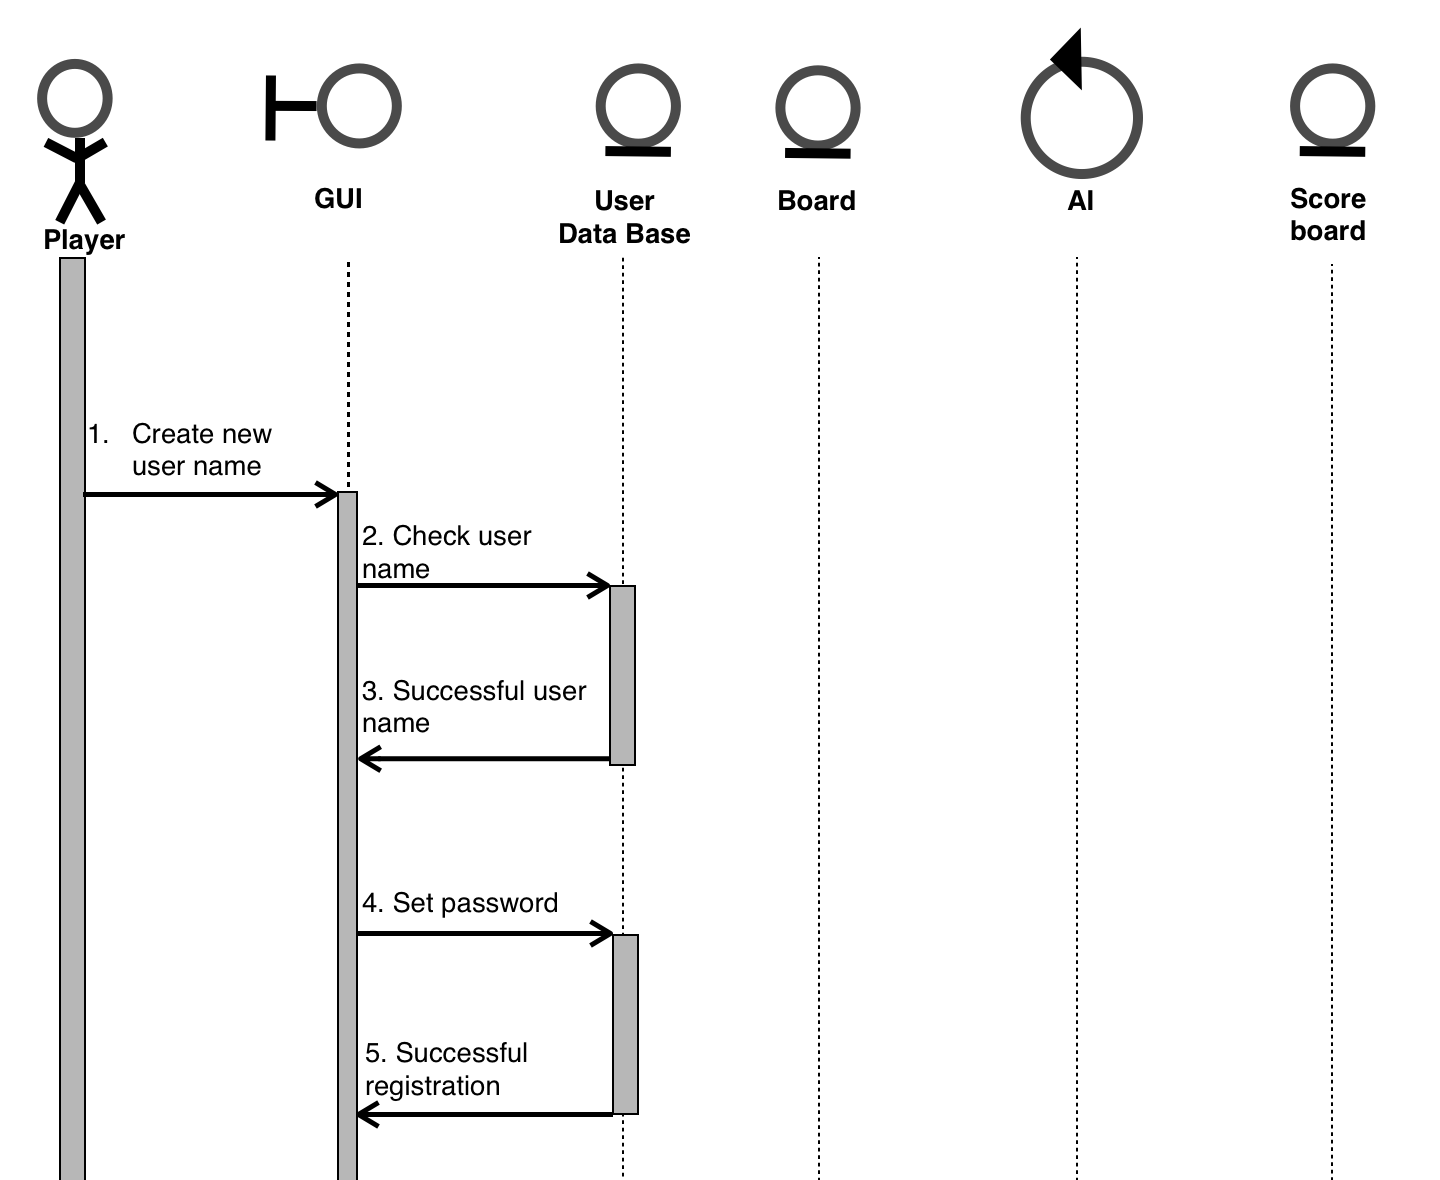 GUI
User
Data Base
Board
AI
Score
board
Player
1. Create new
user name
2. Check user
name
3. Successful user
name
4. Set password
5. Successful
registration